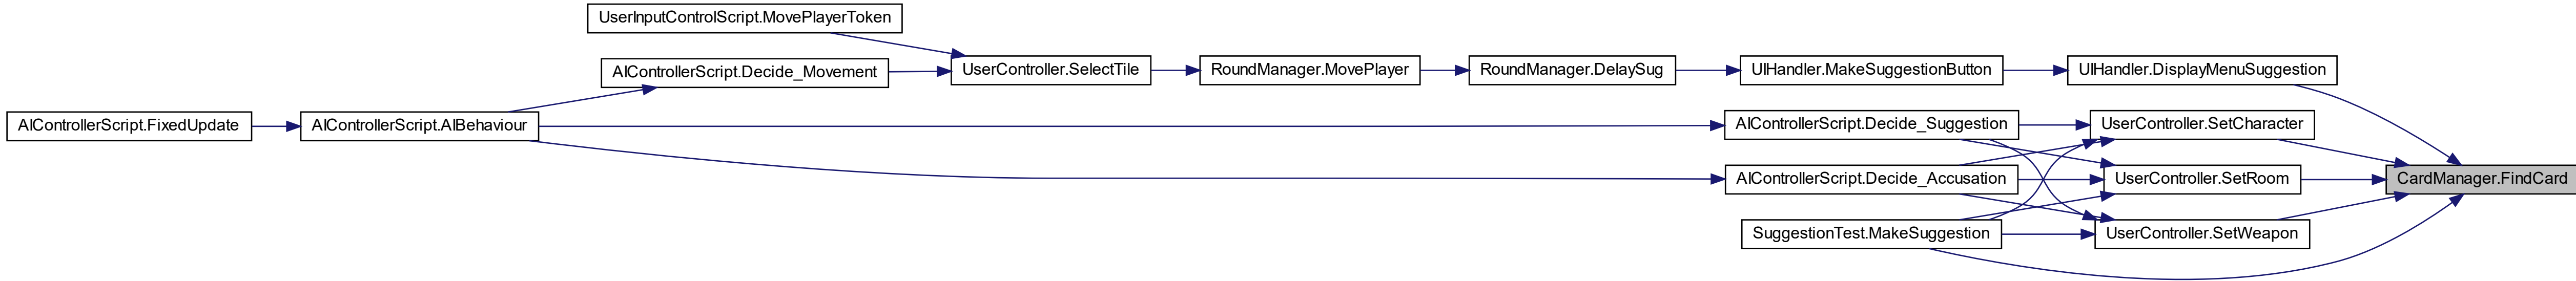 UserInputControlScript.MovePlayerToken
AIControllerScript.Decide_Movement
UserController.SelectTile
RoundManager.MovePlayer
RoundManager.DelaySug
UIHandler.MakeSuggestionButton
UIHandler.DisplayMenuSuggestion
AIControllerScript.FixedUpdate
AIControllerScript.AIBehaviour
AIControllerScript.Decide_Suggestion
UserController.SetCharacter
AIControllerScript.Decide_Accusation
UserController.SetRoom
CardManager.FindCard
SuggestionTest.MakeSuggestion
UserController.SetWeapon